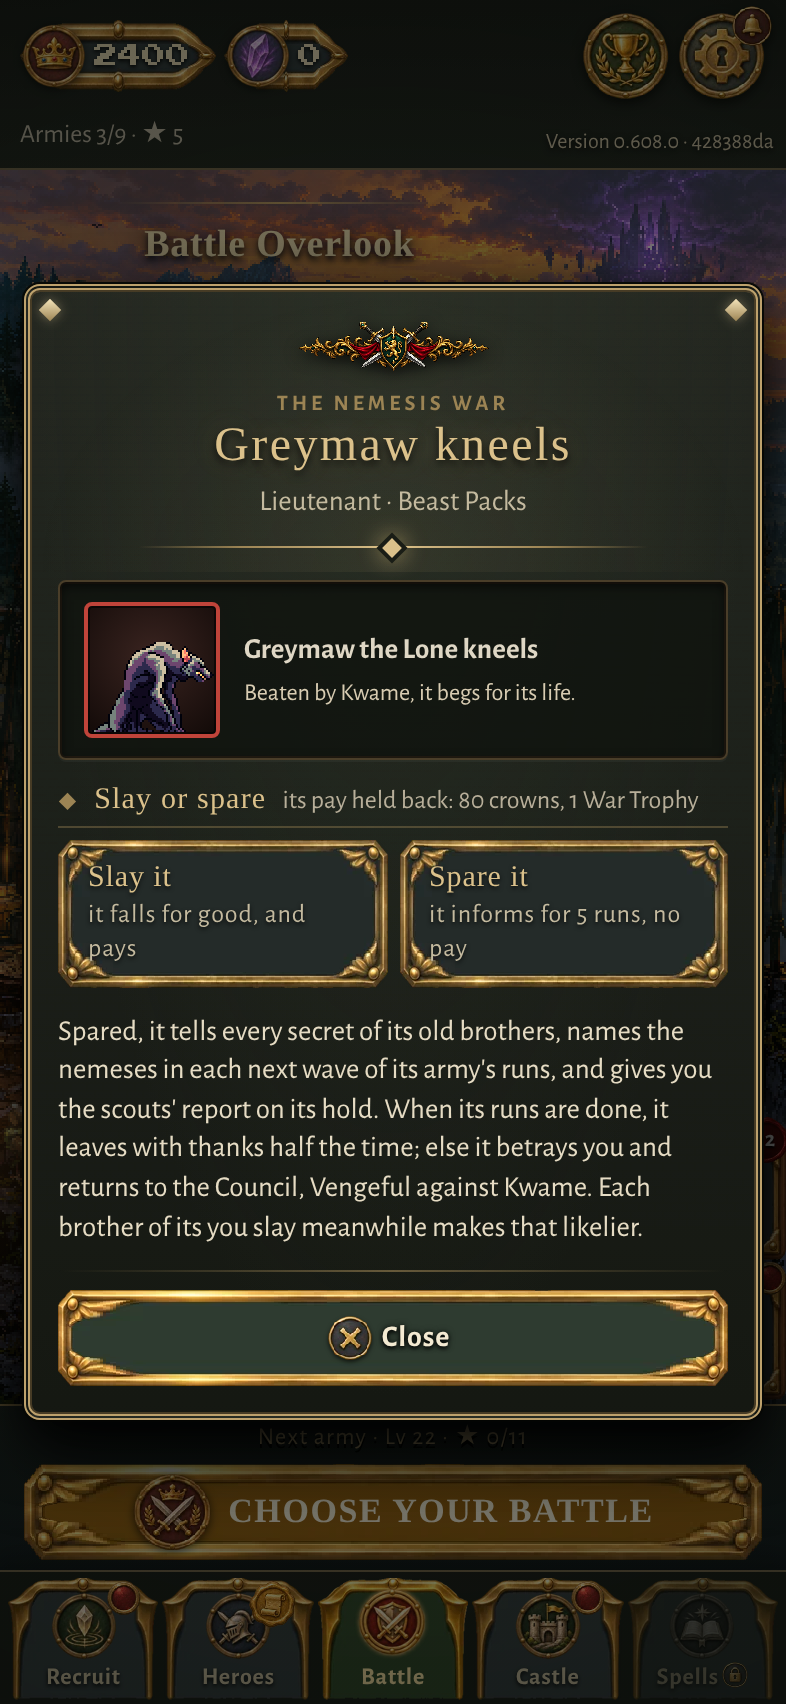 2400
0
Armies 3/9 · ★ 5
Version 0.608.0 · 428388da
Battle Overlook
THE NEMESIS WAR
Greymaw kneels
Lieutenant · Beast Packs
Greymaw the Lone kneels
Beaten by Kwame, it begs for its life.
Slay or spare its pay held back: 80 crowns, 1 War Trophy
Slay it
it falls for good, and
pays
Spare it
it informs for 5 runs, no
pay
Spared, it tells every secret of its old brothers, names the
nemeses in each next wave of its army's runs, and gives you
the scouts' report on its hold. When its runs are done, it
leaves with thanks half the time; else it betrays you and
returns to the Council, Vengeful against Kwame. Each
brother of its you slay meanwhile makes that likelier.
2
Close
Next army · Lv 22 · ★ 0/11
CHOOSE YOUR BATTLE
Recruit
Heroes
Battle
Castle
Spells